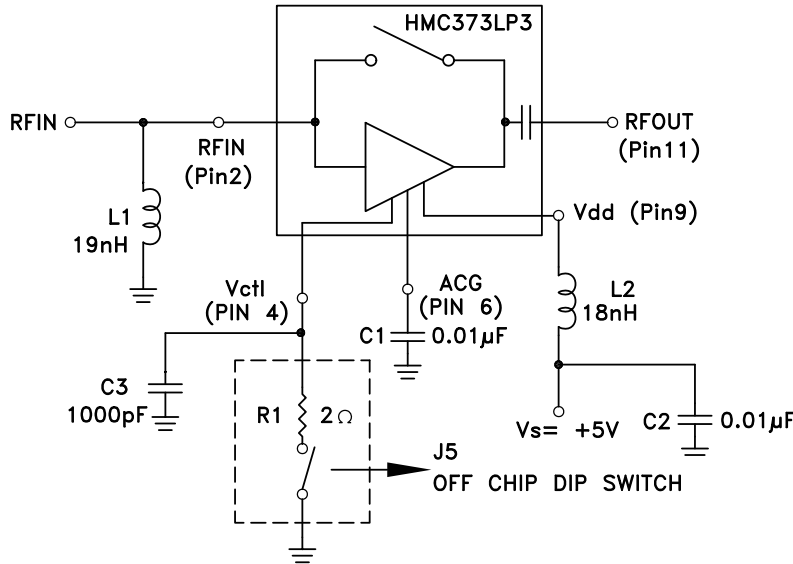 HMC373LP3
RFIN
RFIN
(Pin2)
RFOUT
(Pin11)
L1
19nH
Vdd (Pin9)
Vctl
(PIN 4)
ACG
(PIN 6)
L2
18nH
C1 0.01µF
C3
1000pF
R1 2Ω
Vs= +5V
C2 0.01µF
J5
OFF CHIP DIP SWITCH